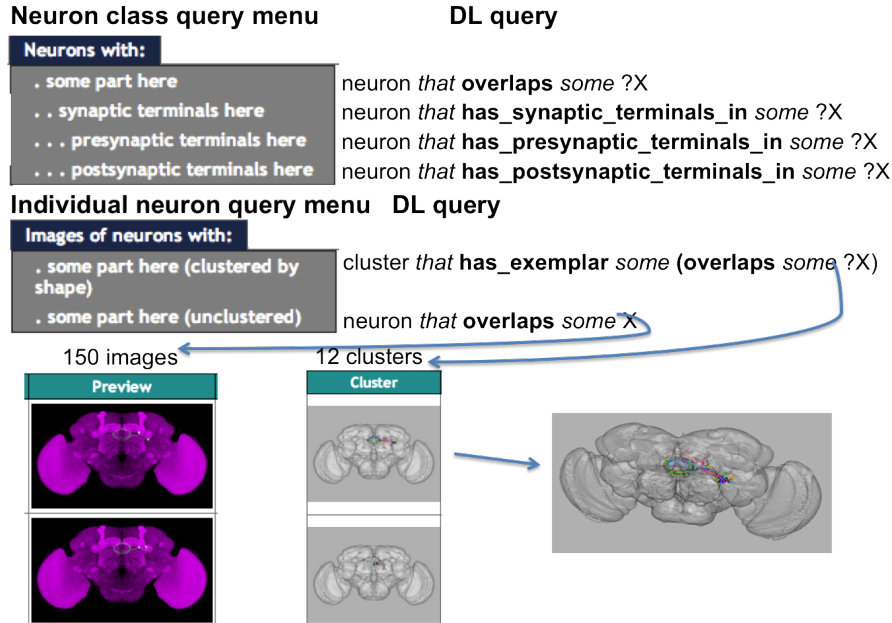 Neuron class query menu DL query
Neurons with:
. some part here neuron that overlaps some ?X
. . synaptic terminals here neuron that has_synaptic_terminals_in some ?X
. . . presynaptic terminals here neuron that has_presynaptic_terminals_in some ?X
. . . postsynaptic terminals here neuron that has_postsynaptic_terminals_in some ?X
Individual neuron query menu DL query
Images of neurons with:
. some part here (clustered by shape) cluster that has_exemplar some (overlaps some ?X)
. some part here (unclustered) neuron that overlaps some X
150 images 12 clusters
Preview Cluster